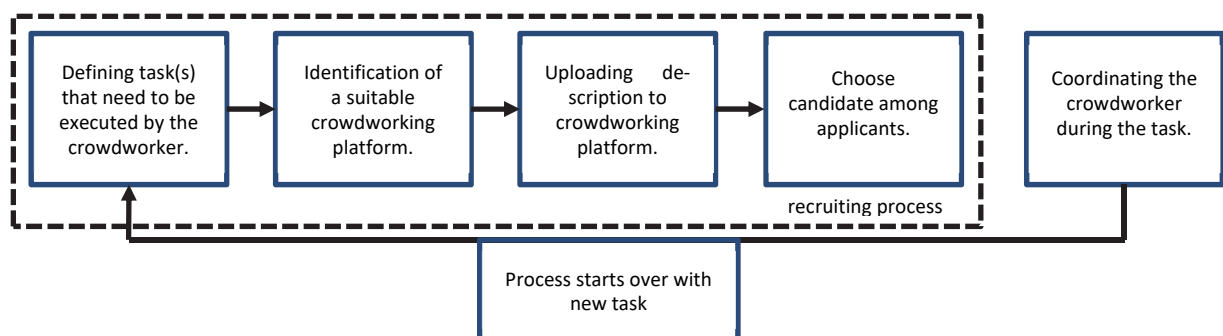 Defining task(s)
that need to be
executed by the
crowdworker.
Identification of
a suitable
crowdworking
platform.
Uploading de-
scription to
crowdworking
platform.
Choose
candidate among
applicants.
Coordinating the
crowdworker
during the task.
recruiting process
Process starts over with
new task